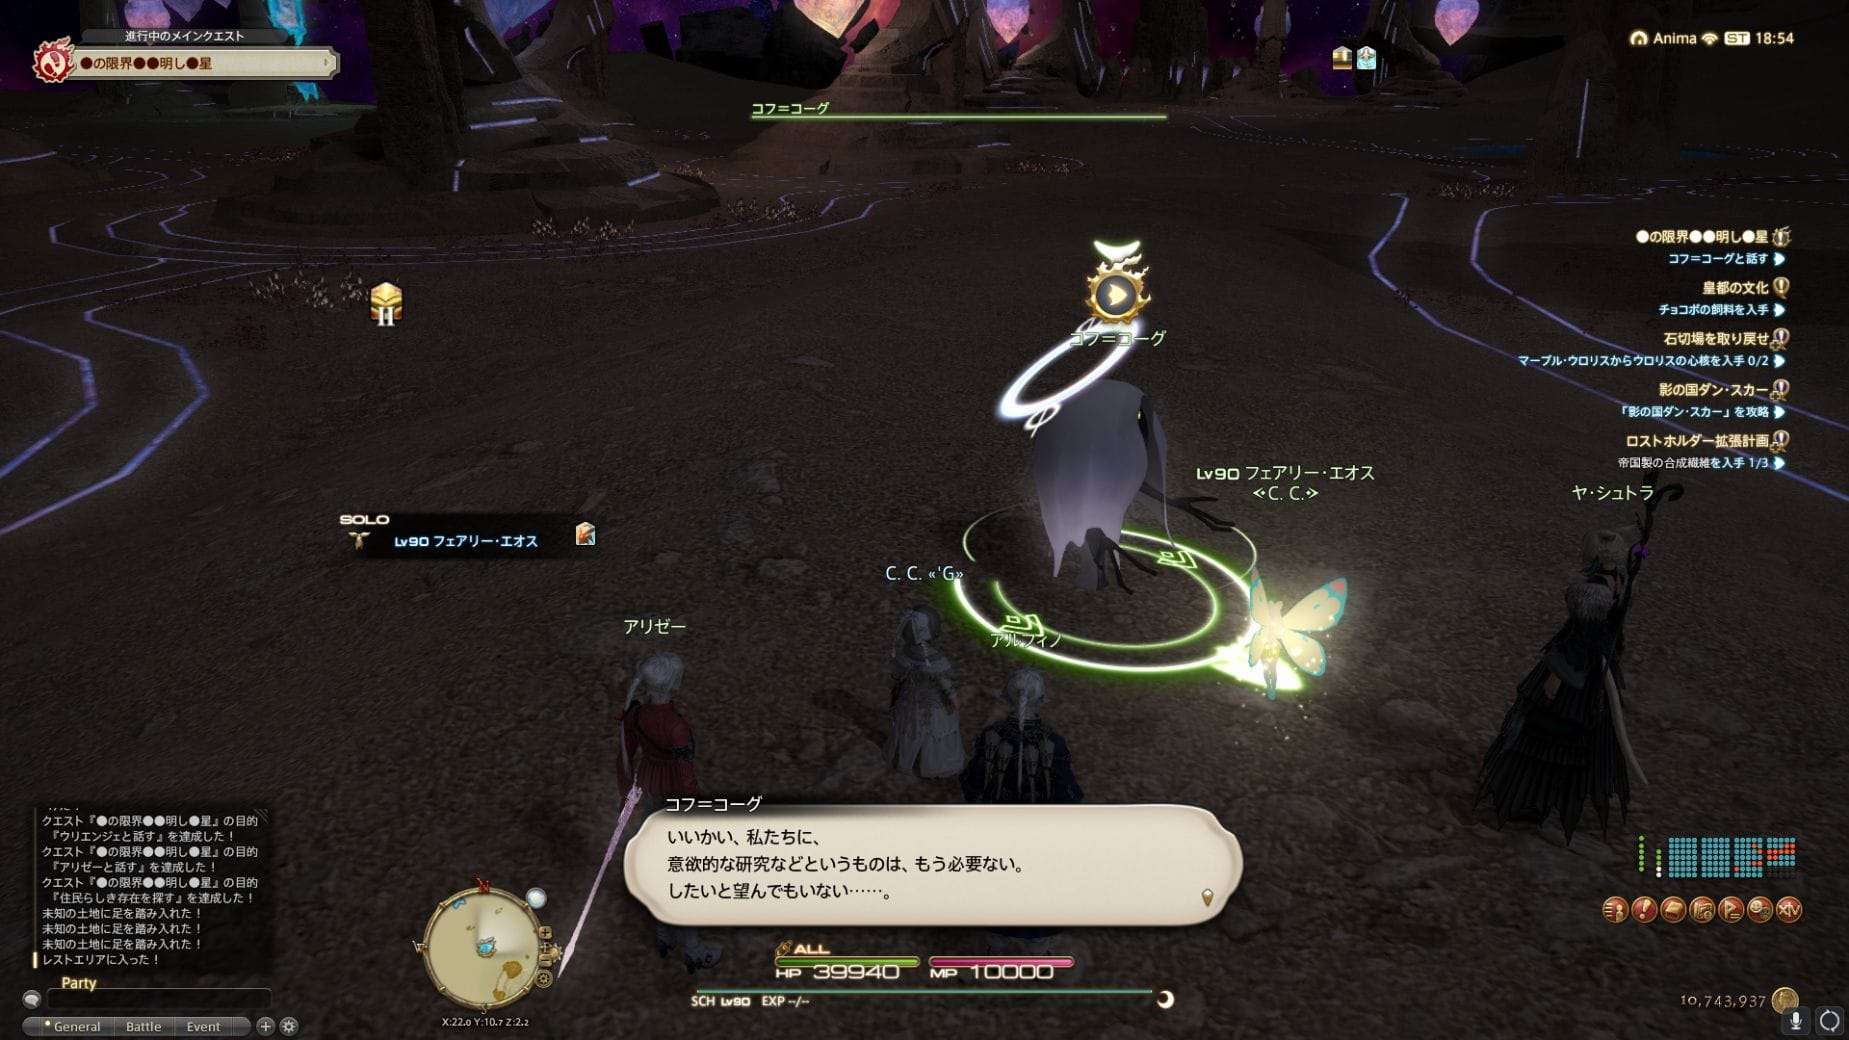 進行中のメインクエスト
●の限界●●明し●星
コフ＝コーグ
Anima ST 18:54
●の限界●●明し●星
コフ＝コーグと話す
皇都の文化
チョコボの飼料を入手
石切場を取り戻せ
マーブル・ウロリスからウロリスの心核を入手 0/2
影の国ダン・スカー
「影の国ダン・スカー」を攻略
ロストホルダー拡張計画
帝国製の合成繊維を入手 1/3
H
コフ＝コーグ
Lv90 フェアリー・エオス
<C. C.>
ヤ・シュトラ
SOLO
Lv90 フェアリー・エオス
C. C. «'G»
アリゼー
アルフィノ
コフ＝コーグ
いいかい、私たちに、
意欲的な研究などというものは、もう必要ない。
したいと望んでもいない……。
クエスト『●の限界●●明し●星』の目的
『ウリエンジェと話す』を達成した！
クエスト『●の限界●●明し●星』の目的
『アリゼーと話す』を達成した！
クエスト『●の限界●●明し●星』の目的
『住民らしき存在を探す』を達成した！
未知の土地に足を踏み入れた！
未知の土地に足を踏み入れた！
未知の土地に足を踏み入れた！
レストエリアに入った！
Party
General Battle Event
N
W
S
X:22.0 Y:10.7 Z:2.2
ALL
HP 39940 MP 10000
SCH Lv90 EXP --/--
XIV
10,743,937